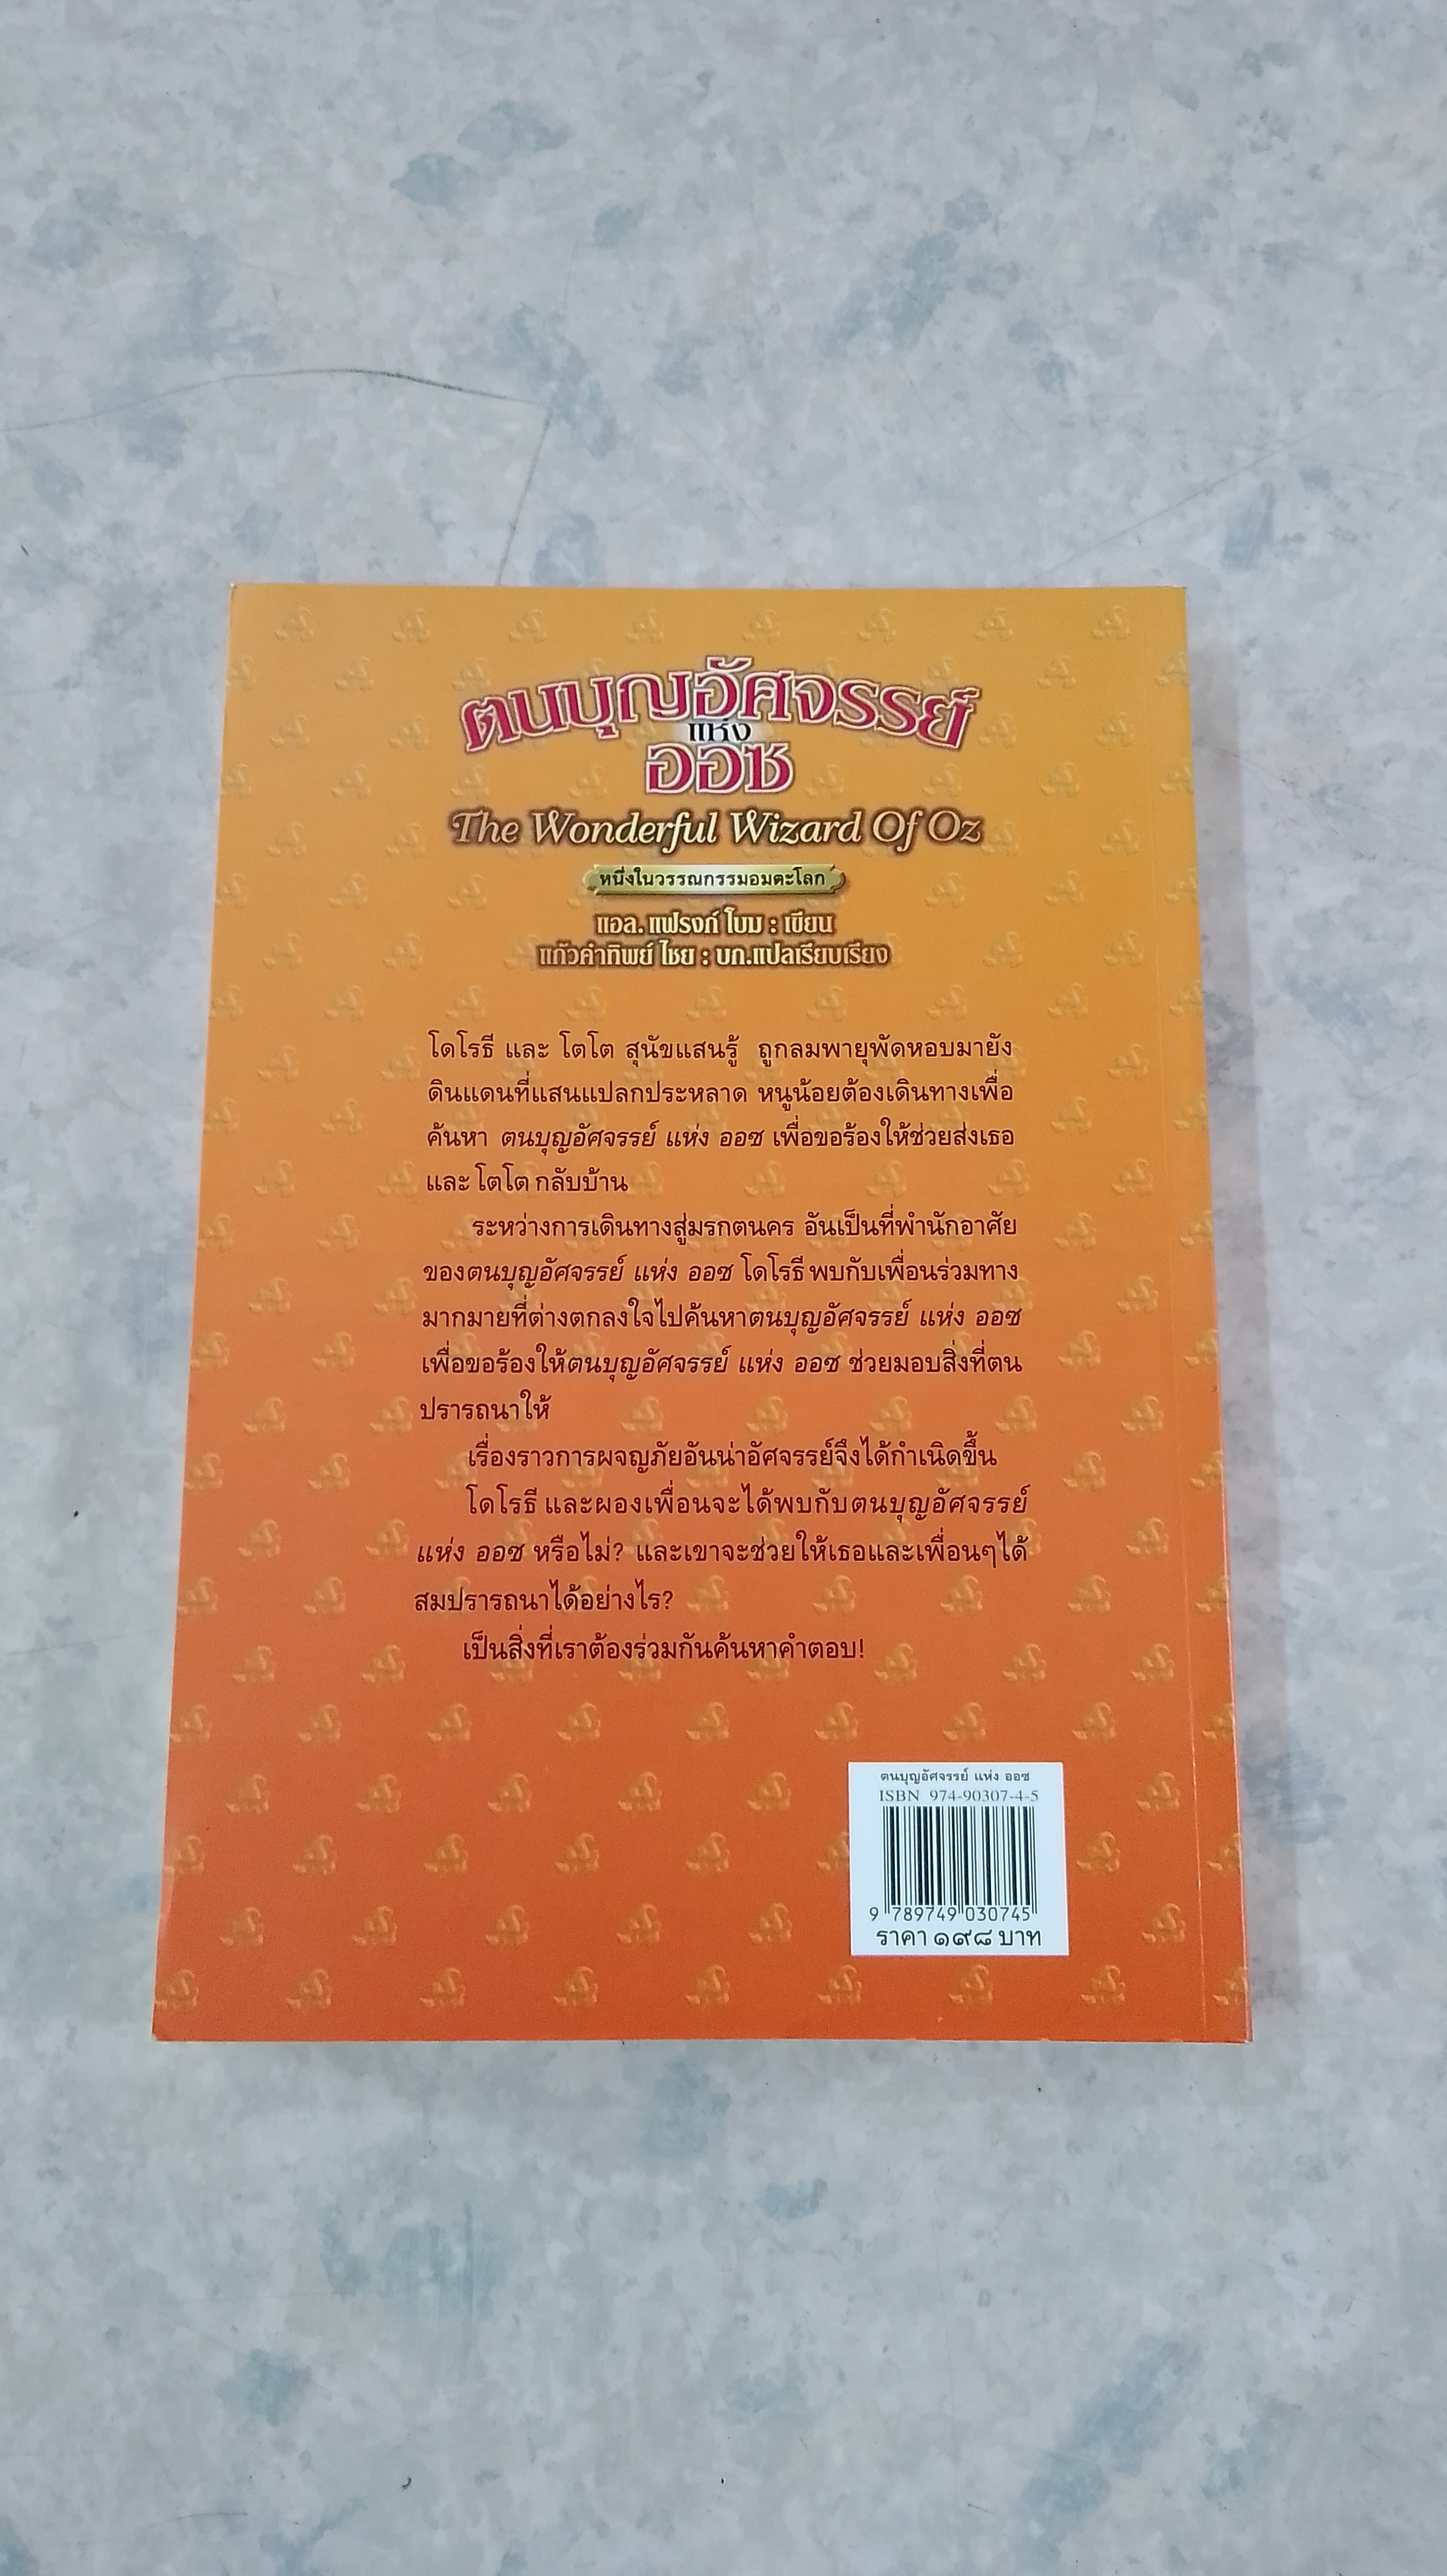 ตนบุญอัศจรรย์
แห่ง
ออซ
The Wonderful Wizard Of Oz
หนึ่งในวรรณกรรมอมตะโลก
แอล. แฟรงก์ โบม : เขียน
แก้วคำทิพย์ ไชย : บก.แปลเรียบเรียง
โดโรธี และ โตโต สุนัขแสนรู้ ถูกลมพายุพัดหอบมายัง
ดินแดนที่แสนแปลกประหลาด หนูน้อยต้องเดินทางเพื่อ
ค้นหา ตนบุญอัศจรรย์ แห่ง ออซ เพื่อขอร้องให้ช่วยส่งเธอ
และ โตโต กลับบ้าน
ระหว่างการเดินทางสู่มรกตนคร อันเป็นที่พำนักอาศัย
ของตนบุญอัศจรรย์ แห่ง ออซ โดโรธี พบกับเพื่อนร่วมทาง
มากมายที่ต่างตกลงใจไปค้นหาตนบุญอัศจรรย์ แห่ง ออซ
เพื่อขอร้องให้ตนบุญอัศจรรย์ แห่ง ออซ ช่วยมอบสิ่งที่ตน
ปรารถนาให้
เรื่องราวการผจญภัยอันน่าอัศจรรย์จึงได้กำเนิดขึ้น
โดโรธี และผองเพื่อนจะได้พบกับตนบุญอัศจรรย์
แห่ง ออซ หรือไม่? และเขาจะช่วยให้เธอและเพื่อนๆได้
สมปรารถนาได้อย่างไร?
เป็นสิ่งที่เราต้องร่วมกันค้นหาคำตอบ!
ตนบุญอัศจรรย์ แห่ง ออซ
ISBN 974-90307-4-5
9 789749 030745
ราคา ๑๙๘ บาท